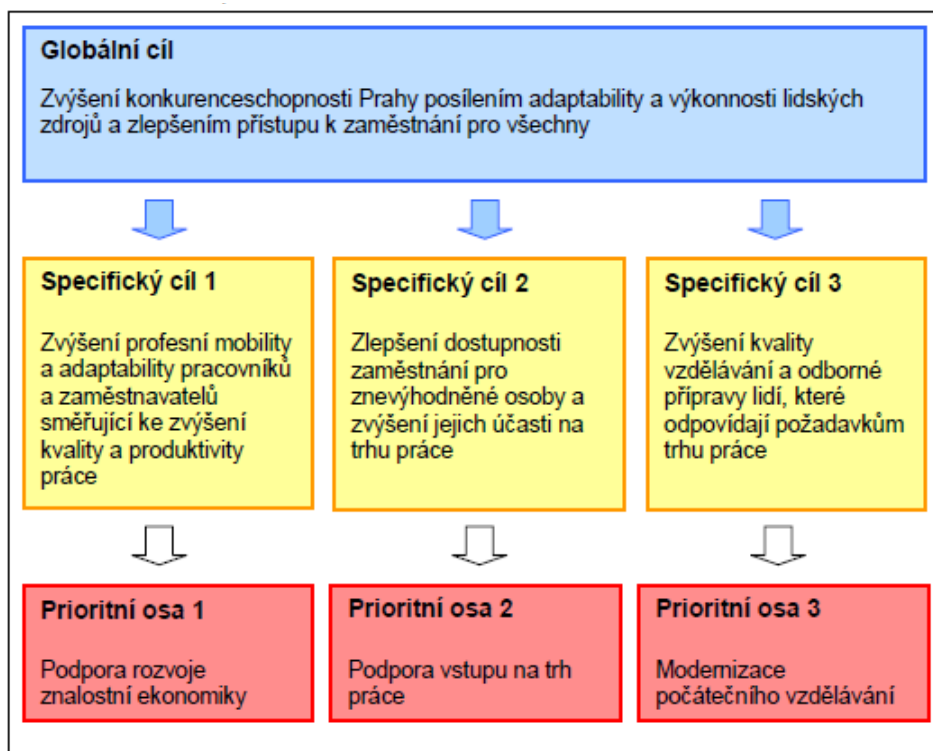 Globální cíl
Zvýšení konkurenceschopnosti Prahy posílením adaptability a výkonnosti lidských
zdrojů a zlepšením přístupu k zaměstnání pro všechny
Specifický cíl 1
Zvýšení profesní mobility
a adaptability pracovníků
a zaměstnavatelů
směřující ke zvýšení
kvality a produktivity
práce
Specifický cíl 2
Zlepšení dostupnosti
zaměstnání pro
znevýhodněné osoby a
zvýšení jejich účasti na
trhu práce
Specifický cíl 3
Zvýšení kvality
vzdělávání a odborné
přípravy lidí, které
odpovídají požadavkům
trhu práce
Prioritní osa 1
Podpora rozvoje
znalostní ekonomiky
Prioritní osa 2
Podpora vstupu na trh
práce
Prioritní osa 3
Modernizace
počátečního vzdělávání